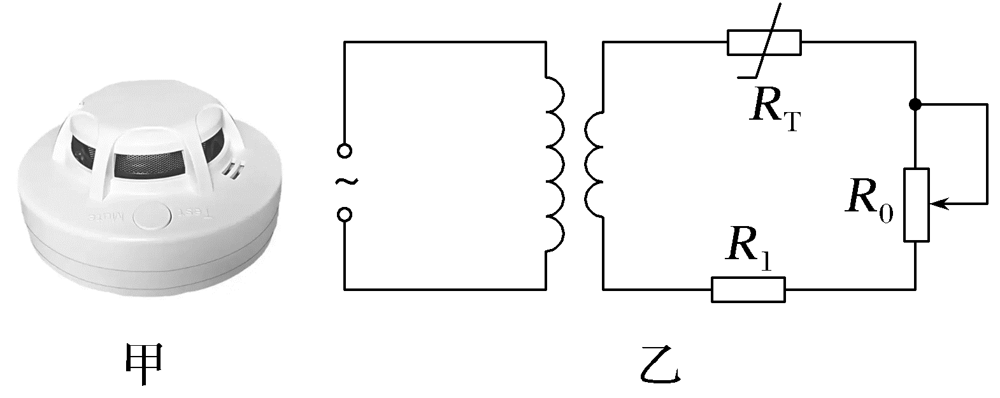 Mute Test
R_T
R_0
R_1
~
甲
乙